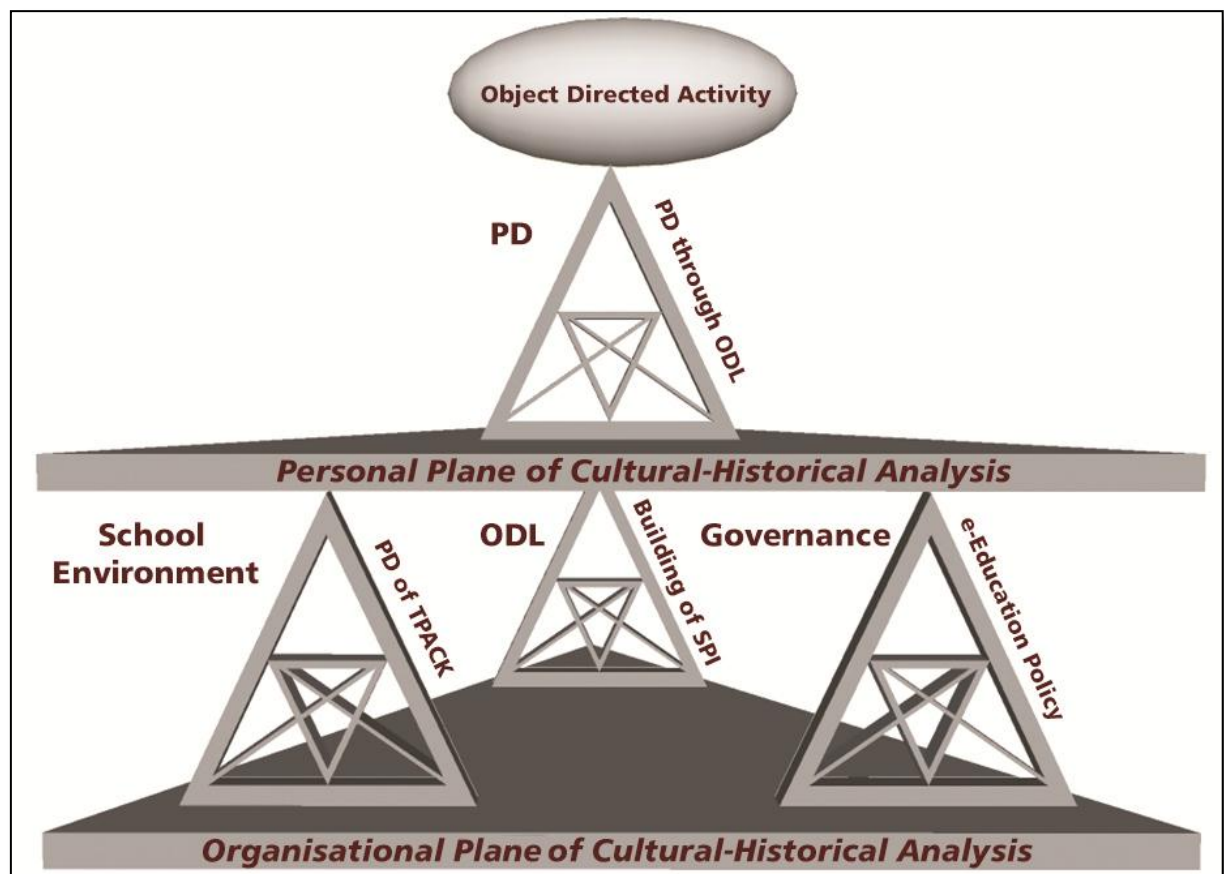 Object Directed Activity
PD
PD through ODL
Personal Plane of Cultural-Historical Analysis
School
Environment
PD of TPACK
ODL
Building of SPI
Governance
e-Education Policy
Organisational Plane of Cultural-Historical Analysis